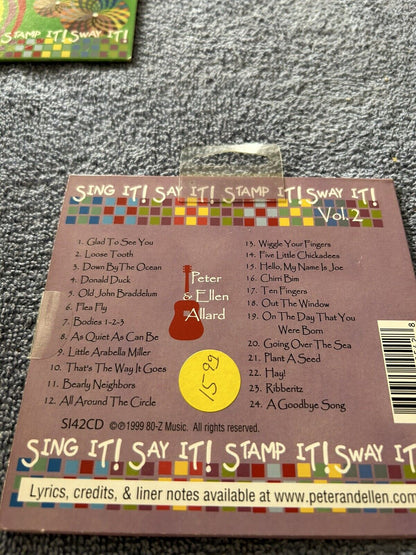 STAMP IT! SWAY IT!
SING IT! SAY IT! STAMP IT! SWAY IT!
Vol. 2
1. Glad To See You
2. Loose Tooth
3. Down By The Ocean
4. Donald Duck
5. Old John Braddelum
6. Flea Fly
7. Bodies 1-2-3
8. As Quiet As Can Be
9. Little Arabella Miller
10. That's The Way It Goes
11. Bearly Neighbors
12. All Around The Circle
Peter
& Ellen
Allard
15.99
13. Wiggle Your Fingers
14. Five Little Chickadees
15. Hello, My Name Is Joe
16. Chirri Bim
17. Ten Fingers
18. Out The Window
19. On The Day That You
Were Born
20. Going Over The Sea
21. Plant A Seed
22. Hay!
23. Ribberitz
24. A Goodbye Song
SI42CD ©℗1999 80-Z Music. All rights reserved.
SING IT! SAY IT! STAMP IT! SWAY IT!
Lyrics, credits, & liner notes available at www.peterandellen.com